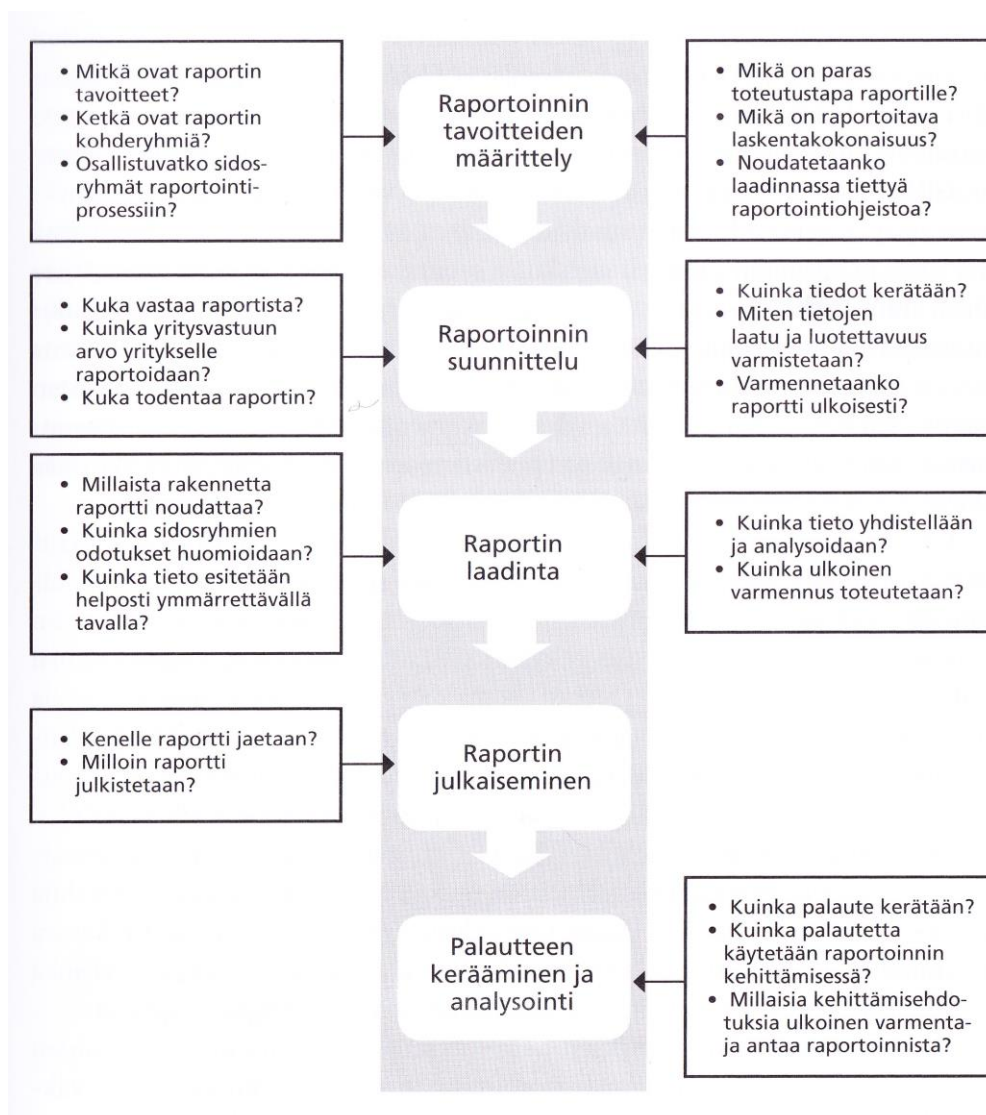 • Mitkä ovat raportin
tavoitteet?
• Ketkä ovat raportin
kohderyhmiä?
• Osallistuvatko sidos-
ryhmät raportointi-
prosessiin?
Raportoinnin
tavoitteiden
määrittely
• Mikä on paras
toteutustapa raportille?
• Mikä on raportoitava
laskentakokonaisuus?
• Noudatetaanko
laadinnassa tiettyä
raportointiohjeistoa?
• Kuka vastaa raportista?
• Kuinka yritysvastuun
arvo yritykselle
raportoidaan?
• Kuka todentaa raportin?
Raportoinnin
suunnittelu
• Kuinka tiedot kerätään?
• Miten tietojen
laatu ja luotettavuus
varmistetaan?
• Varmennetaanko
raportti ulkoisesti?
• Millaista rakennetta
raportti noudattaa?
• Kuinka sidosryhmien
odotukset huomioidaan?
• Kuinka tieto esitetään
helposti ymmärrettävällä
tavalla?
Raportin
laadinta
• Kuinka tieto yhdistellään
ja analysoidaan?
• Kuinka ulkoinen
varmennus toteutetaan?
• Kenelle raportti jaetaan?
• Milloin raportti
julkistetaan?
Raportin
julkaiseminen
Palautteen
kerääminen ja
analysointi
• Kuinka palaute kerätään?
• Kuinka palautetta
käytetään raportoinnin
kehittämisessä?
• Millaisia kehittämisehdo-
tuksia ulkoinen varmenta-
ja antaa raportoinnista?